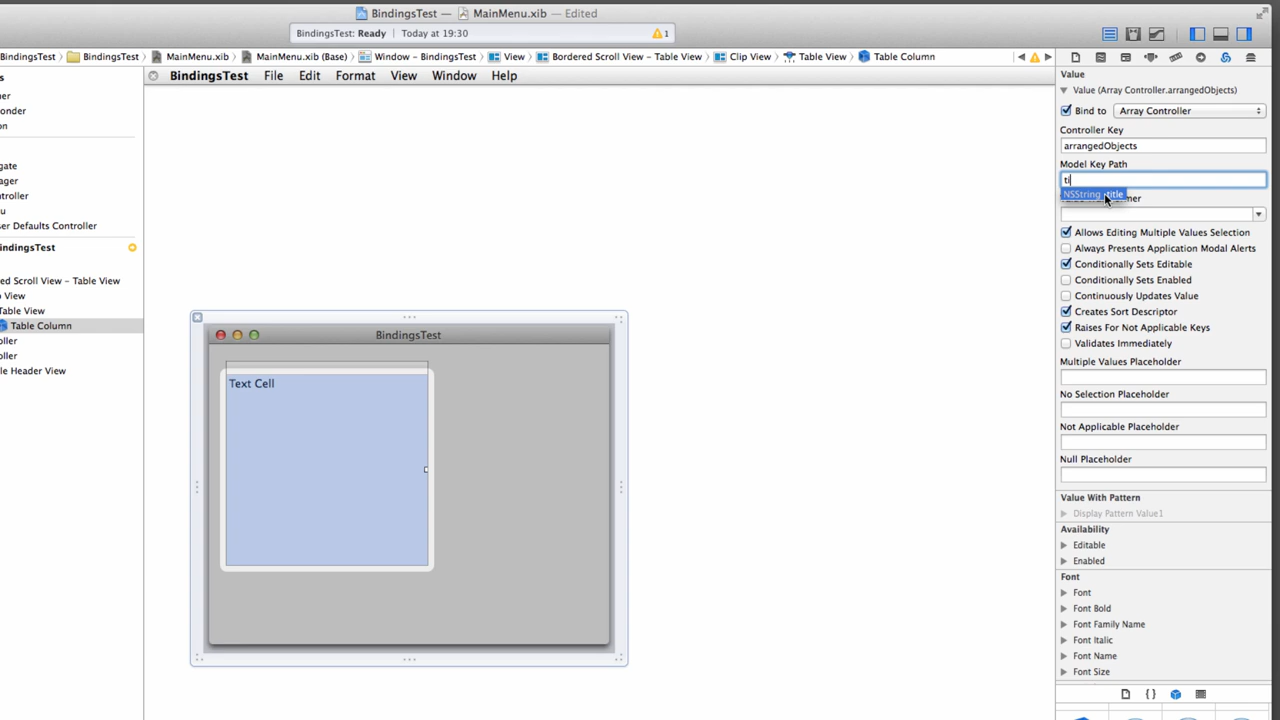 BindingsTest — MainMenu.xib — Edited
BindingsTest: Ready | Today at 19:30 1
BindingsTest BindingsTest MainMenu.xib MainMenu.xib (Base) Window – BindingsTest View Bordered Scroll View – Table View Clip View Table View Table Column
BindingsTest File Edit Format View Window Help
s
ner
ponder
on
gate
ager
ntroller
u
ser Defaults Controller
indingsTest
ed Scroll View – Table View
p View
Table View
Table Column
oller
oller
le Header View
BindingsTest
Text Cell
Value
Value (Array Controller.arrangedObjects)
Bind to Array Controller
Controller Key
arrangedObjects
Model Key Path
ti
NSString title
Allows Editing Multiple Values Selection
Always Presents Application Modal Alerts
Conditionally Sets Editable
Conditionally Sets Enabled
Continuously Updates Value
Creates Sort Descriptor
Raises For Not Applicable Keys
Validates Immediately
Multiple Values Placeholder
No Selection Placeholder
Not Applicable Placeholder
Null Placeholder
Value With Pattern
Display Pattern Value1
Availability
Editable
Enabled
Font
Font
Font Bold
Font Family Name
Font Italic
Font Name
Font Size